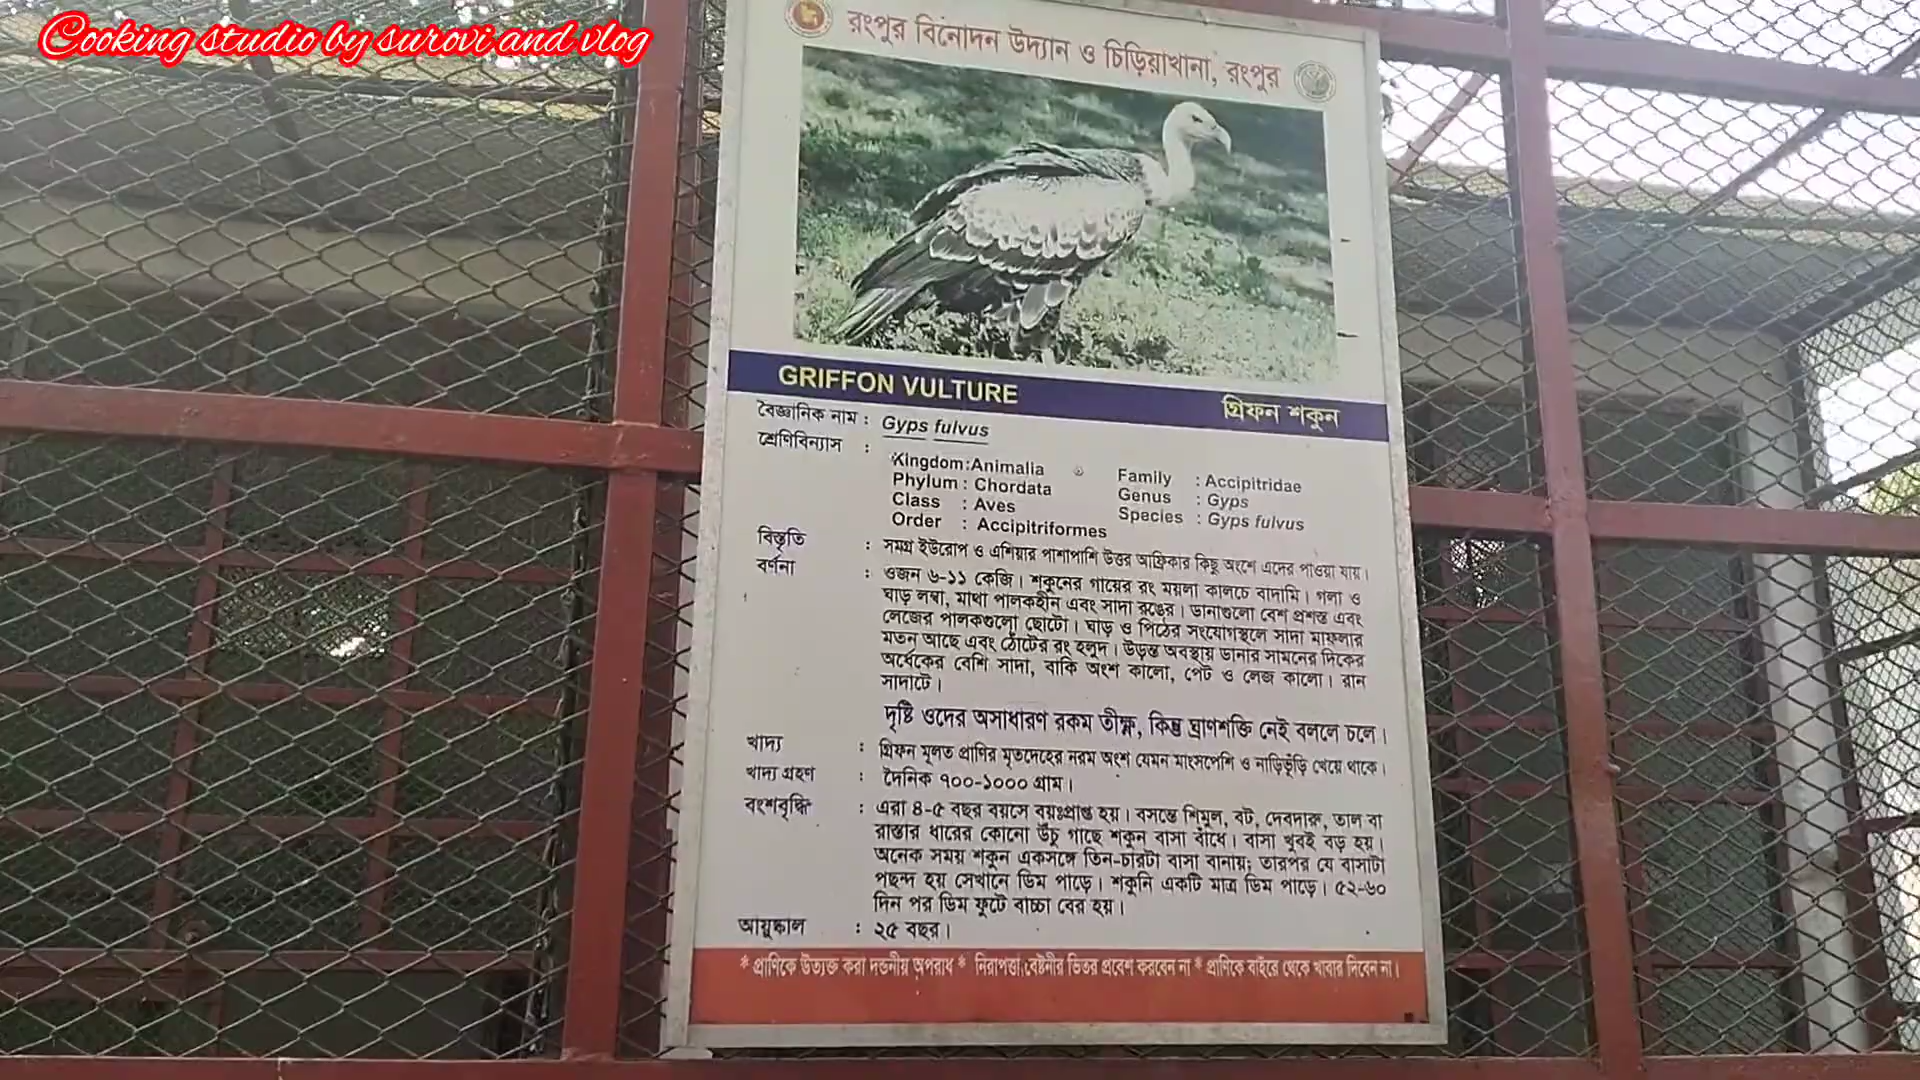 Cooking studio by surovi and vlog
রংপুর বিনোদন উদ্যান ও চিড়িয়াখানা, রংপুর
GRIFFON VULTURE গ্রিফন শকুন
বৈজ্ঞানিক নাম : Gyps fulvus
শ্রেণিবিন্যাস :
Kingdom:Animalia Family : Accipitridae
Phylum : Chordata Genus : Gyps
Class : Aves Species : Gyps fulvus
Order : Accipitriformes
বিস্তৃতি : সমগ্র ইউরোপ ও এশিয়ার পাশাপাশি উত্তর আফ্রিকার কিছু অংশে এদের পাওয়া যায়।
বর্ণনা : ওজন ৬-১১ কেজি। শকুনের গায়ের রং ময়লা কালচে বাদামি। গলা ও
ঘাড় লম্বা, মাথা পালকহীন এবং সাদা রঙের। ডানাগুলো বেশ প্রশস্ত এবং
লেজের পালকগুলো ছোটো। ঘাড় ও পিঠের সংযোগস্থলে সাদা মাফলার
মতন আছে এবং ঠোঁটের রং হলুদ। উড়ন্ত অবস্থায় ডানার সামনের দিকের
অর্ধেকের বেশি সাদা, বাকি অংশ কালো, পেট ও লেজ কালো। রান
সাদাটে।
দৃষ্টি ওদের অসাধারণ রকম তীক্ষ্ণ, কিন্তু ঘ্রাণশক্তি নেই বললে চলে।
খাদ্য : গ্রিফন মূলত প্রাণির মৃতদেহের নরম অংশ যেমন মাংসপেশি ও নাড়িভূঁড়ি খেয়ে থাকে।
খাদ্য গ্রহণ : দৈনিক ৭০০-১০০০ গ্রাম।
বংশবৃদ্ধি : এরা ৪-৫ বছর বয়সে বয়ঃপ্রাপ্ত হয়। বসন্তে শিমুল, বট, দেবদারু, তাল বা
রাস্তার ধারের কোনো উঁচু গাছে শকুন বাসা বাঁধে। বাসা খুবই বড় হয়।
অনেক সময় শকুন একসঙ্গে তিন-চারটা বাসা বানায়; তারপর যে বাসাটা
পছন্দ হয় সেখানে ডিম পাড়ে। শকুনি একটি মাত্র ডিম পাড়ে। ৫২-৬০
দিন পর ডিম ফুটে বাচ্চা বের হয়।
আয়ুষ্কাল : ২৫ বছর।
* প্রাণিকে উত্যক্ত করা দন্ডনীয় অপরাধ * নিরাপত্তা বেষ্টনীর ভিতর প্রবেশ করবেন না * প্রাণিকে বাইরে থেকে খাবার দিবেন না।